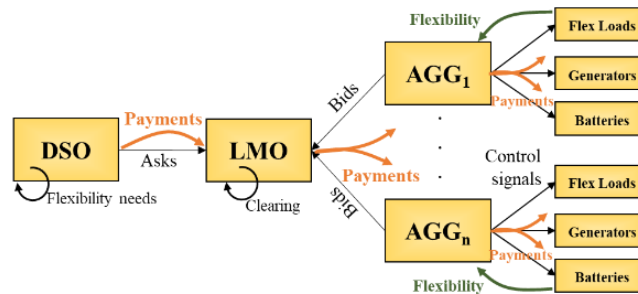 Flexibility
Flex Loads
AGG1
Generators
Payments
Batteries
Bids
Payments
DSO
Asks
LMO
Payments
Flexibility needs
Clearing
Bids
Control
signals
Flex Loads
AGGn
Generators
Payments
Batteries
Flexibility